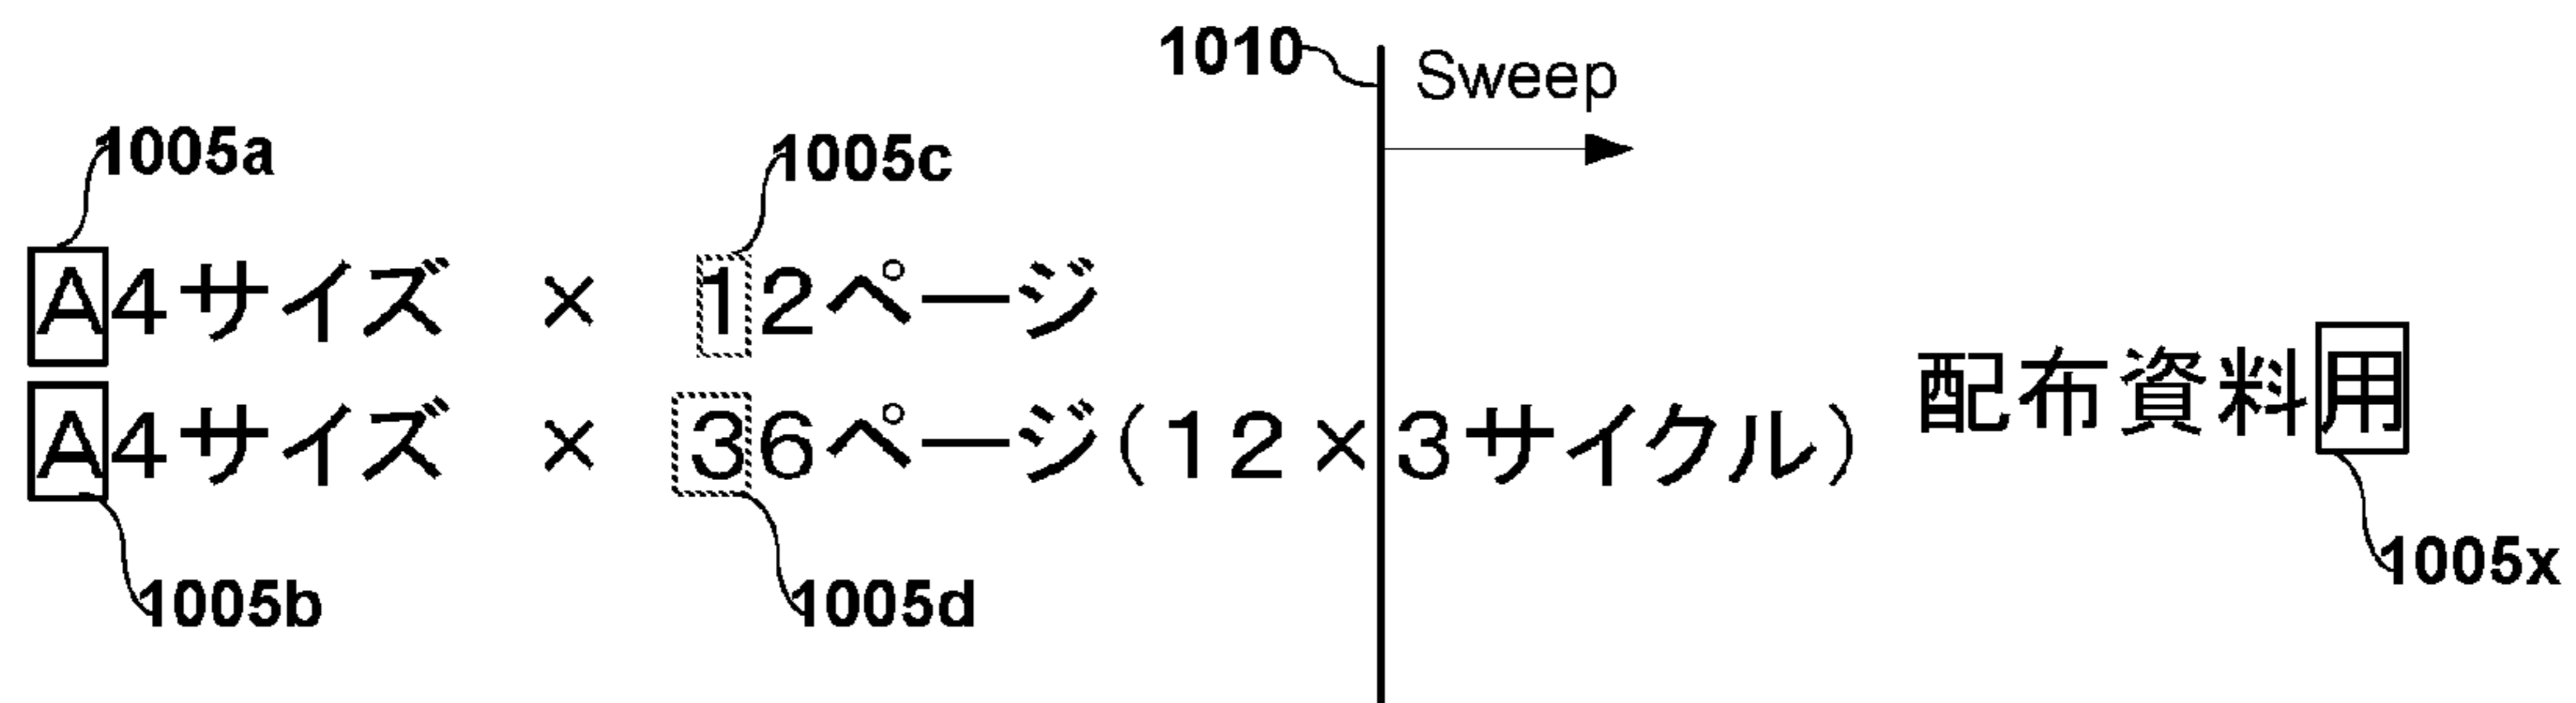 1010 Sweep
1005a 1005c
A4サイズ × 12ページ
配布資料用
A4サイズ × 36ページ(12×3サイクル)
1005b 1005d 1005x